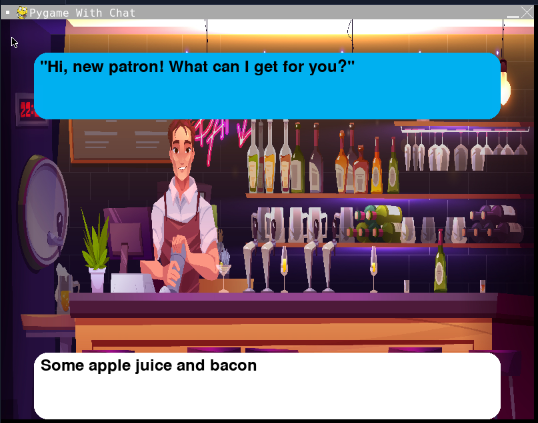 Pygame With Chat
"Hi, new patron! What can I get for you?"
Some apple juice and bacon